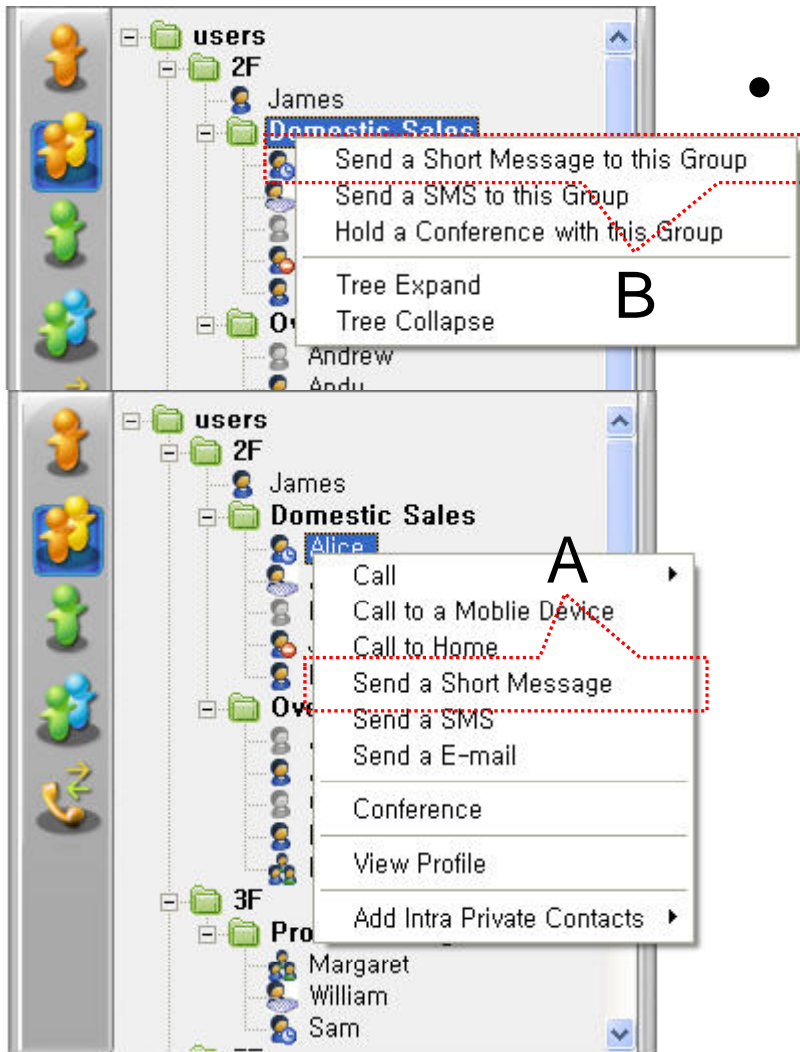 users
2F
James
Domestic Sales
Send a Short Message to this Group
Send a SMS to this Group
Hold a Conference with this Group
B
Tree Expand
Tree Collapse
Andrew
Andy
users
2F
James
Domestic Sales
Alice
A
Call
Call to a Moblie Device
Call to Home
Send a Short Message
Send a SMS
Send a E-mail
Conference
View Profile
3F
Add Intra Private Contacts
Margaret
William
Sam